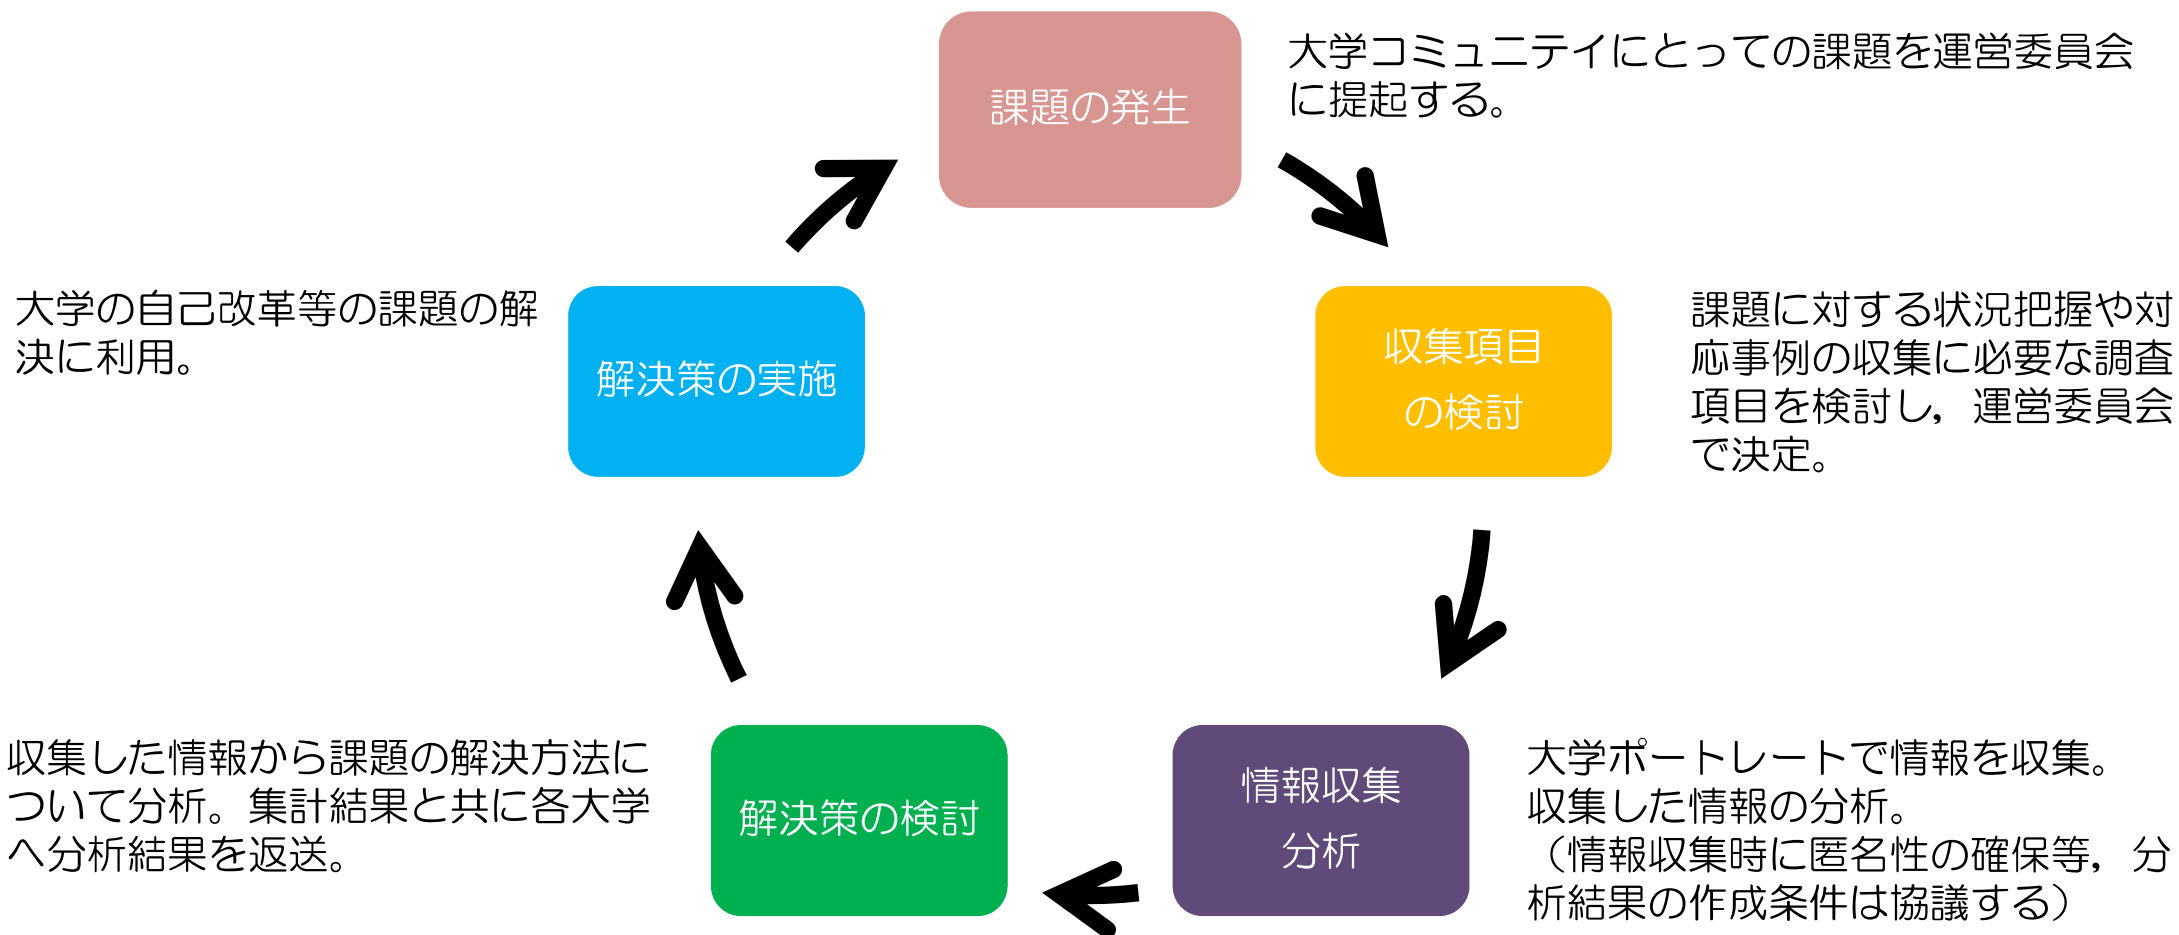 課題の発生
大学コミュニテイにとっての課題を運営委員会
に提起する。
収集項目
の検討
課題に対する状況把握や対
応事例の収集に必要な調査
項目を検討し，運営委員会
で決定。
情報収集
分析
大学ポートレートで情報を収集。
収集した情報の分析。
（情報収集時に匿名性の確保等，分
析結果の作成条件は協議する）
解決策の検討
収集した情報から課題の解決方法に
ついて分析。集計結果と共に各大学
へ分析結果を返送。
解決策の実施
大学の自己改革等の課題の解
決に利用。